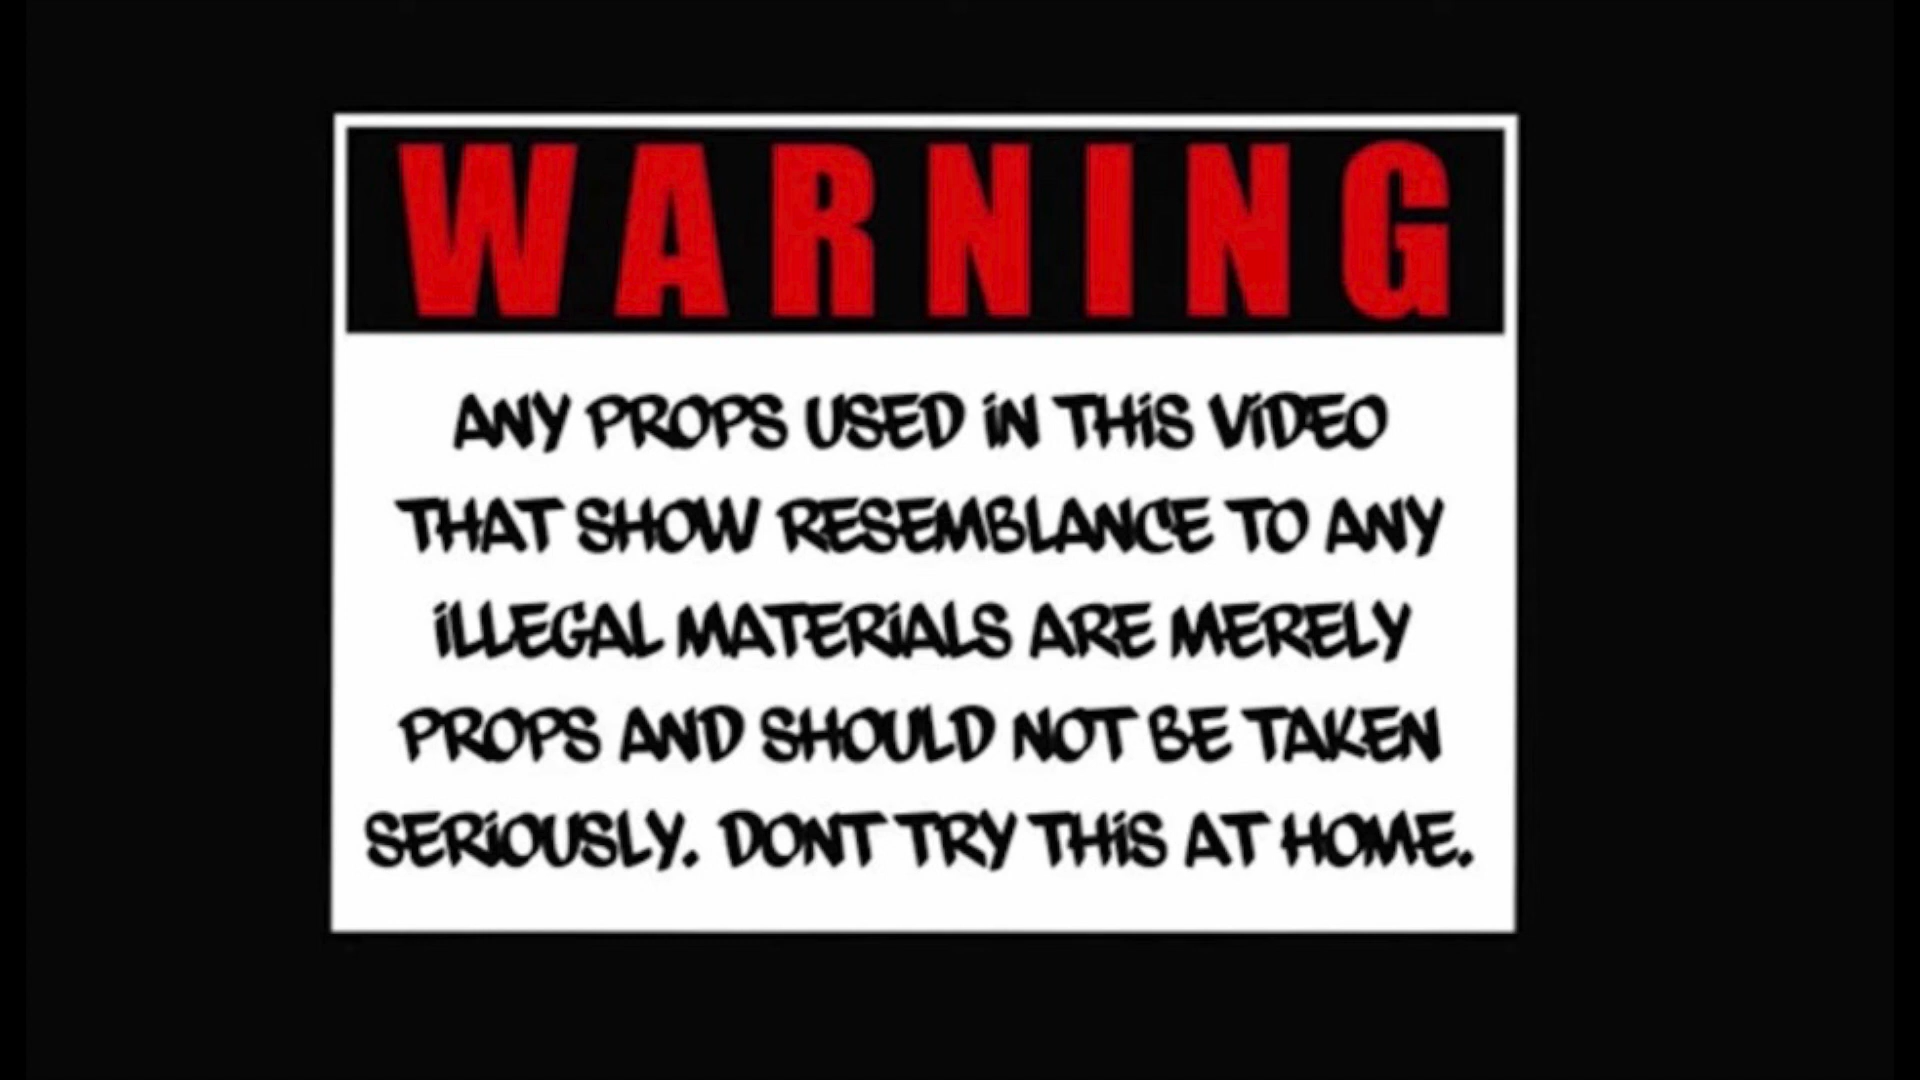 WARNING
ANY PROPS USED iN THiS ViDEO
THAT SHOW RESEMBLANCE TO ANY
iLLEGAL MATERiALS ARE MERELY
PROPS AND SHOULD NOT BE TAKEN
SERiOUSLY. DONT TRY THiS AT HOME.